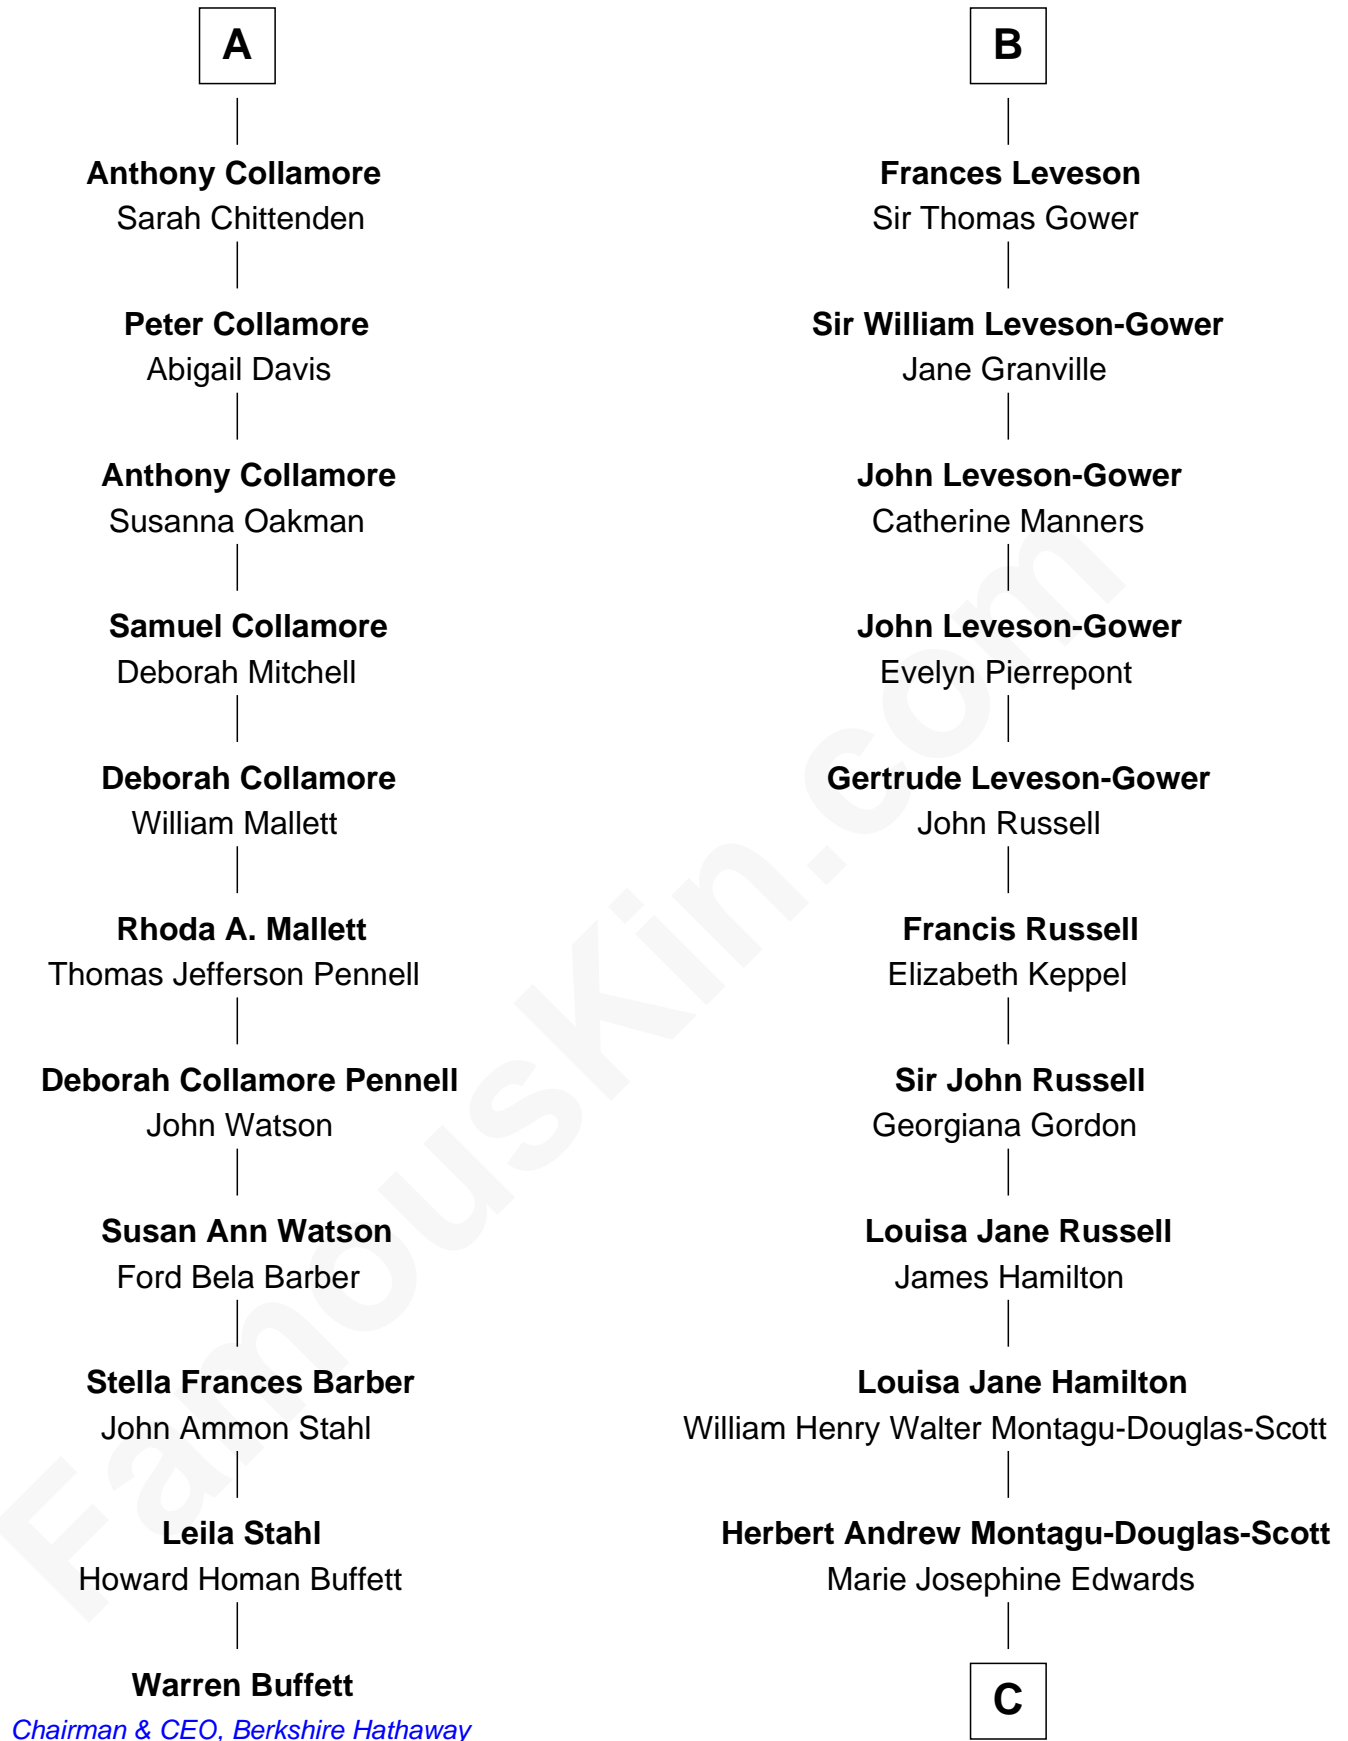 A
Anthony Collamore
Sarah Chittenden
Peter Collamore
Abigail Davis
Anthony Collamore
Susanna Oakman
Samuel Collamore
Deborah Mitchell
Deborah Collamore
William Mallett
Rhoda A. Mallett
Thomas Jefferson Pennell
Deborah Collamore Pennell
John Watson
Susan Ann Watson
Ford Bela Barber
Stella Frances Barber
John Ammon Stahl
Leila Stahl
Howard Homan Buffett
Warren Buffett
Chairman & CEO, Berkshire Hathaway
B
Frances Leveson
Sir Thomas Gower
Sir William Leveson-Gower
Jane Granville
John Leveson-Gower
Catherine Manners
John Leveson-Gower
Evelyn Pierrepont
Gertrude Leveson-Gower
John Russell
Francis Russell
Elizabeth Keppel
Sir John Russell
Georgiana Gordon
Louisa Jane Russell
James Hamilton
Louisa Jane Hamilton
William Henry Walter Montagu-Douglas-Scott
Herbert Andrew Montagu-Douglas-Scott
Marie Josephine Edwards
C
FamousKin.com